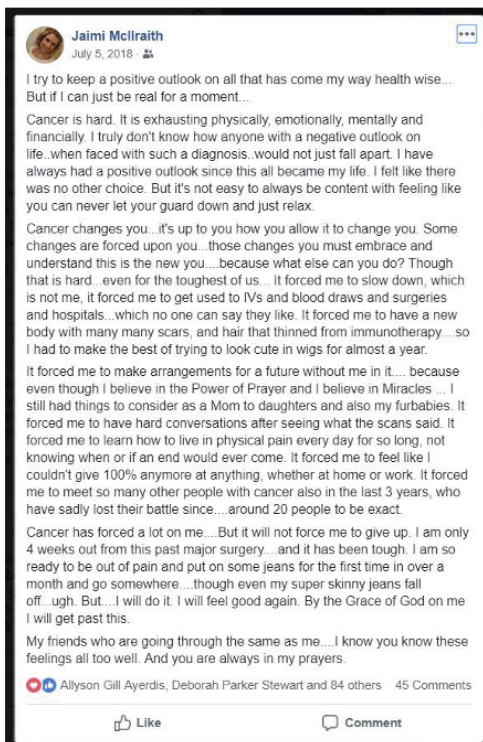 Jaimi McIlraith
July 5, 2018
I try to keep a positive outlook on all that has come my way health wise...
But if I can just be real for a moment...
Cancer is hard. It is exhausting physically, emotionally, mentally and
financially. I truly don't know how anyone with a negative outlook on
life..when faced with such a diagnosis..would not just fall apart. I have
always had a positive outlook since this all became my life. I felt like there
was no other choice. But it's not easy to always be content with feeling like
you can never let your guard down and just relax.
Cancer changes you...it's up to you how you allow it to change you. Some
changes are forced upon you...those changes you must embrace and
understand this is the new you....because what else can you do? Though
that is hard...even for the toughest of us... It forced me to slow down, which
is not me, it forced me to get used to IVs and blood draws and surgeries
and hospitals...which no one can say they like. It forced me to have a new
body with many many scars, and hair that thinned from immunotherapy....so
I had to make the best of trying to look cute in wigs for almost a year.
It forced me to make arrangements for a future without me in it.... because
even though I believe in the Power of Prayer and I believe in Miracles ... I
still had things to consider as a Mom to daughters and also my furbabies. It
forced me to have hard conversations after seeing what the scans said. It
forced me to learn how to live in physical pain every day for so long, not
knowing when or if an end would ever come. It forced me to feel like I
couldn't give 100% anymore at anything, whether at home or work. It forced
me to meet so many other people with cancer also in the last 3 years, who
have sadly lost their battle since....around 20 people to be exact.
Cancer has forced a lot on me....But it will not force me to give up. I am only
4 weeks out from this past major surgery....and it has been tough. I am so
ready to be out of pain and put on some jeans for the first time in over a
month and go somewhere....though even my super skinny jeans fall
off...ugh. But....I will do it. I will feel good again. By the Grace of God on me
I will get past this.
My friends who are going through the same as me....I know you know these
feelings all too well. And you are always in my prayers.
Allyson Gill Ayerdis, Deborah Parker Stewart and 84 others 45 Comments
Like Comment